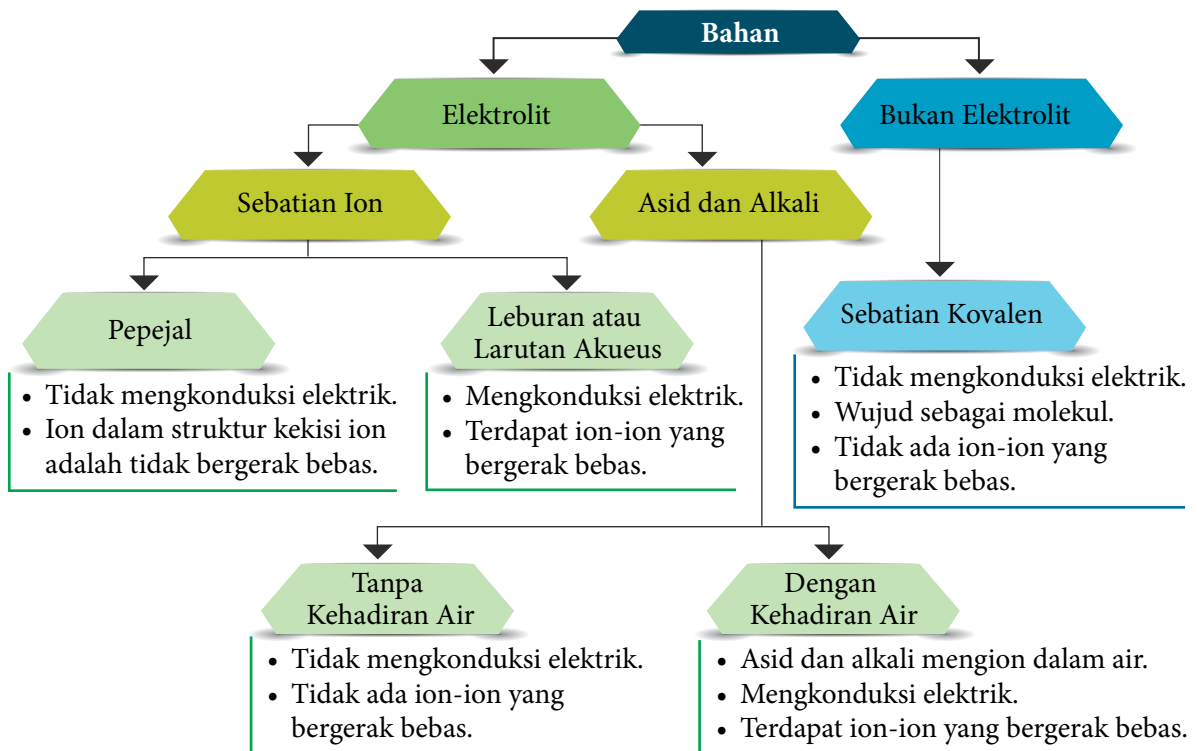 Bahan
Elektrolit
Bukan Elektrolit
Sebatian Ion
Asid dan Alkali
Pepejal
• Tidak mengkonduksi elektrik.
• Ion dalam struktur kekisi ion
adalah tidak bergerak bebas.
Leburan atau
Larutan Akueus
• Mengkonduksi elektrik.
• Terdapat ion-ion yang
bergerak bebas.
Sebatian Kovalen
• Tidak mengkonduksi elektrik.
• Wujud sebagai molekul.
• Tidak ada ion-ion yang
bergerak bebas.
Tanpa
Kehadiran Air
• Tidak mengkonduksi elektrik.
• Tidak ada ion-ion yang
bergerak bebas.
Dengan
Kehadiran Air
• Asid dan alkali mengion dalam air.
• Mengkonduksi elektrik.
• Terdapat ion-ion yang bergerak bebas.